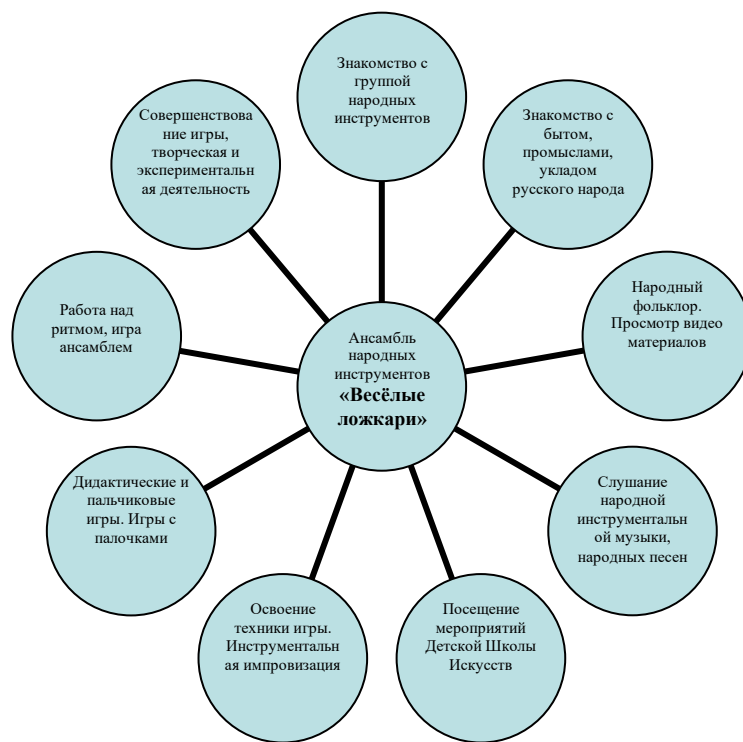 Знакомство с
группой
народных
инструментов
Знакомство с
бытом,
промыслами,
укладом
русского народа
Народный
фольклор.
Просмотр видео
материалов
Слушание
народной
инструментальн
ой музыки,
народных песен
Посещение
мероприятий
Детской Школы
Искусств
Освоение
техники игры.
Инструментальн
ая импровизация
Дидактические и
пальчиковые
игры. Игры с
палочками
Работа над
ритмом, игра
ансамблем
Совершенствова
ние игры,
творческая и
экспериментальн
ая деятельность
Ансамбль
народных
инструментов
«Весёлые
ложкари»